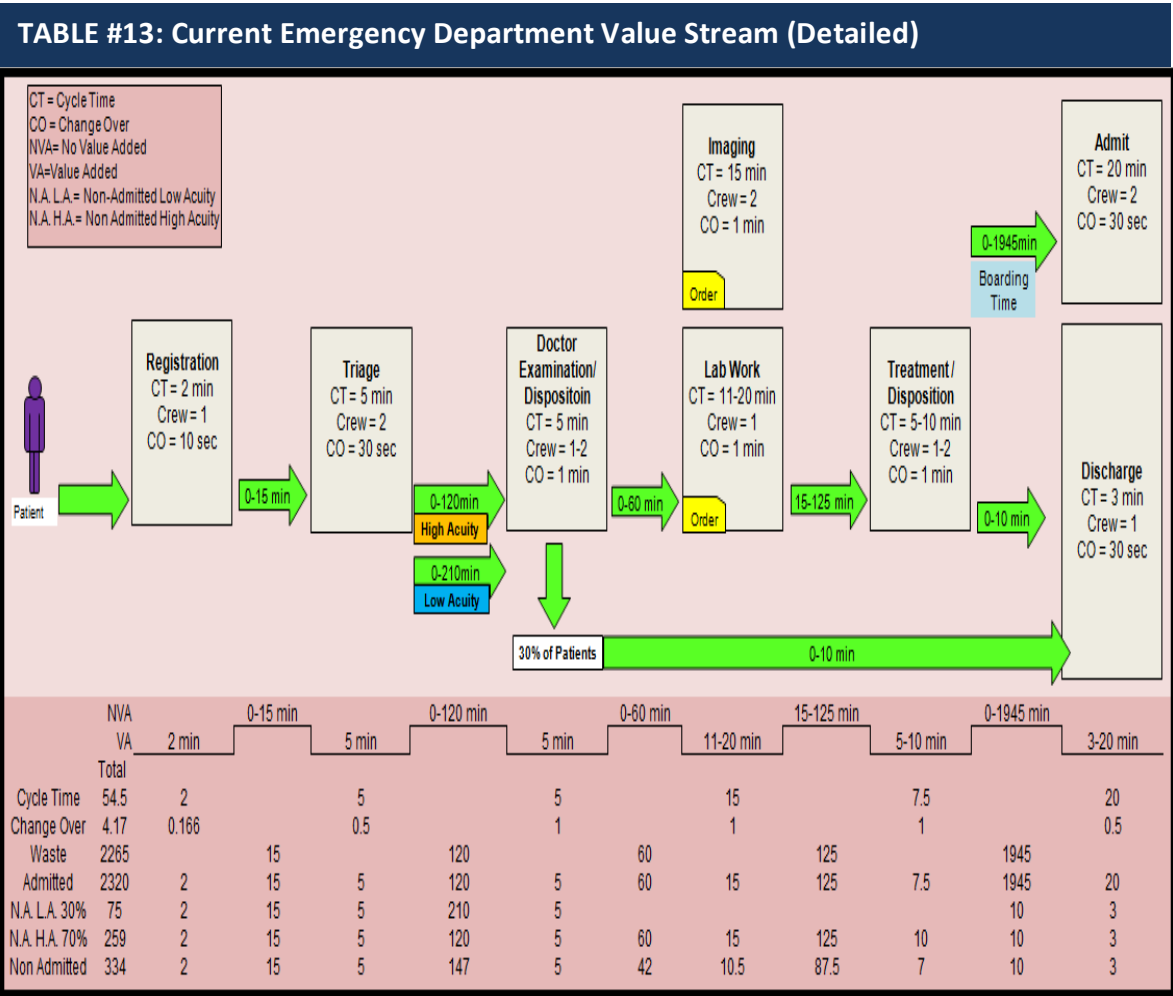 TABLE #13: Current Emergency Department Value Stream (Detailed)
CT = Cycle Time
CO = Change Over
NVA= No Value Added
VA=Value Added
N.A. L.A.= Non-Admitted Low Acuity
N.A. H.A.= Non Admitted High Acuity
Imaging
CT = 15 min
Crew = 2
CO = 1 min
Order
Admit
CT = 20 min
Crew = 2
CO = 30 sec
0-1945min
Boarding
Time
Patient
Registration
CT = 2 min
Crew = 1
CO = 10 sec
0-15 min
Triage
CT = 5 min
Crew = 2
CO = 30 sec
0-120min
High Acuity
0-210min
Low Acuity
Doctor
Examination/
Dispositoin
CT = 5 min
Crew = 1-2
CO = 1 min
0-60 min
Lab Work
CT = 11-20 min
Crew = 1
CO = 1 min
Order
15-125 min
Treatment /
Disposition
CT = 5-10 min
Crew = 1-2
CO = 1 min
0-10 min
Discharge
CT = 3 min
Crew = 1
CO = 30 sec
30% of Patients
0-10 min
NVA 0-15 min 0-120 min 0-60 min 15-125 min 0-1945 min
VA 2 min 5 min 5 min 11-20 min 5-10 min 3-20 min
Total
Cycle Time 54.5 2 5 5 15 7.5 20
Change Over 4.17 0.166 0.5 1 1 1 0.5
Waste 2265 15 120 60 125 1945
Admitted 2320 2 15 5 120 5 60 15 125 7.5 1945 20
N.A. L.A. 30% 75 2 15 5 210 5 10 3
N.A. H.A. 70% 259 2 15 5 120 5 60 15 125 10 10 3
Non Admitted 334 2 15 5 147 5 42 10.5 87.5 7 10 3